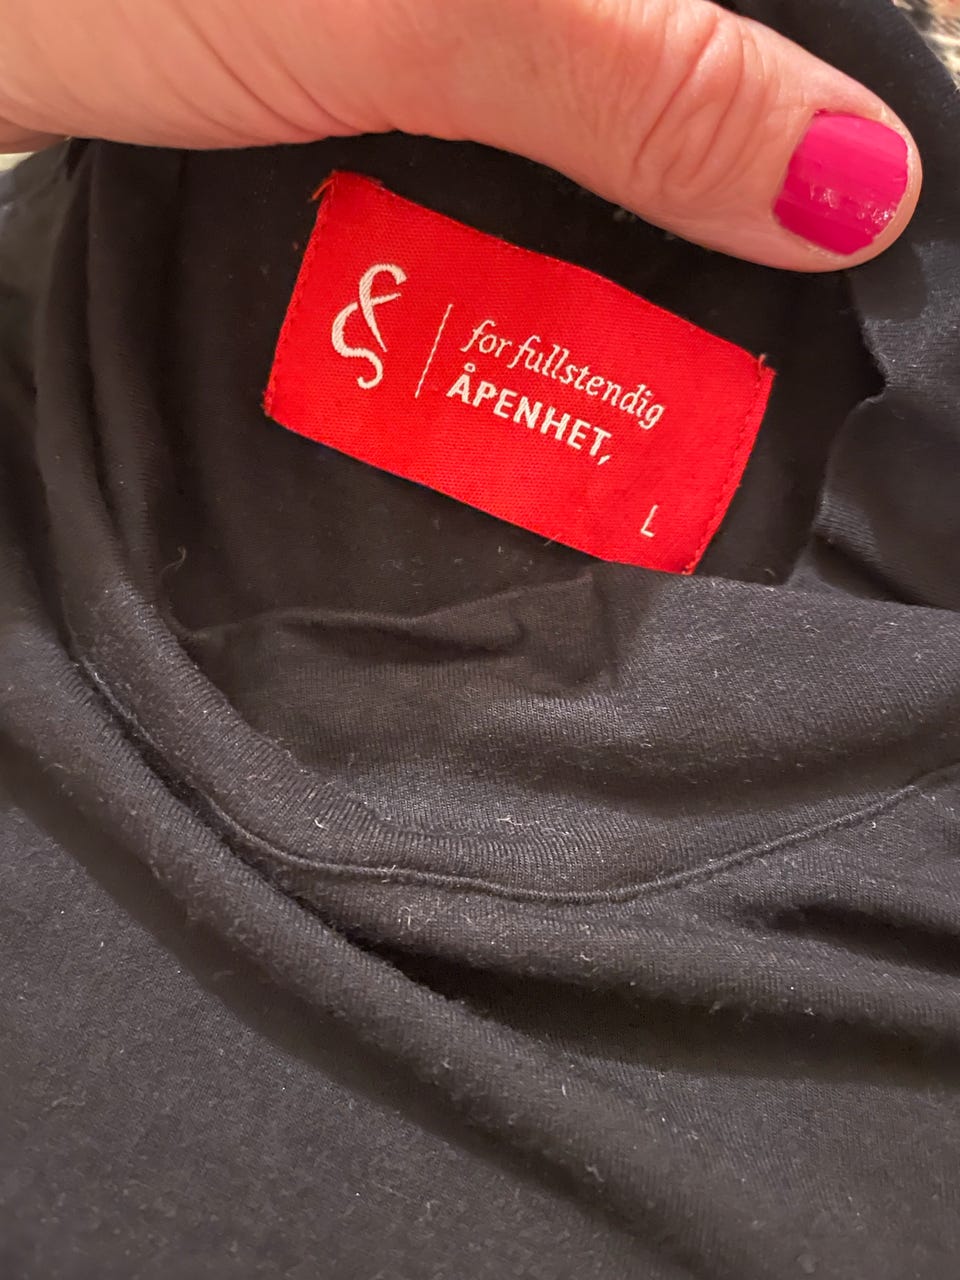 for fullstendig
ÅPENHET,
L